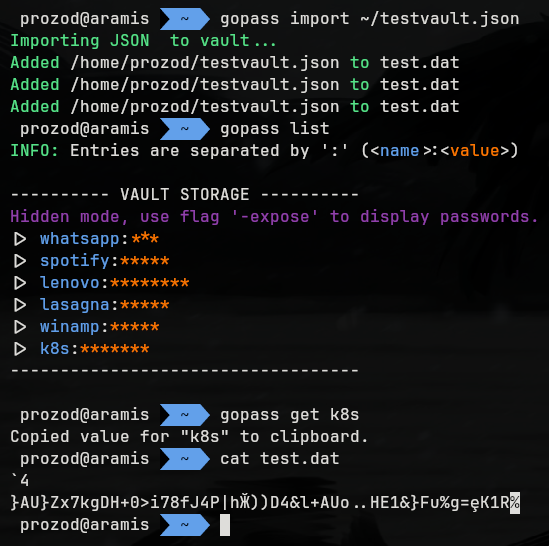 prozod@aramis ~ gopass import ~/testvault.json
Importing JSON  to vault...
Added /home/prozod/testvault.json to test.dat
Added /home/prozod/testvault.json to test.dat
Added /home/prozod/testvault.json to test.dat
prozod@aramis ~ gopass list
INFO: Entries are separated by ':' (<name>:<value>)
---------- VAULT STORAGE ----------
Hidden mode, use flag '-expose' to display passwords.
▷ whatsapp:***
▷ spotify:*****
▷ lenovo:********
▷ lasagna:*****
▷ winamp:*****
▷ k8s:*******
-----------------------------------
prozod@aramis ~ gopass get k8s
Copied value for "k8s" to clipboard.
prozod@aramis ~ cat test.dat
`4
}AU}Zx7kgDH+0>i78fJ4P|hӁ))D4&l+AUo..HE1&}Fu%g=ȩK1R%
prozod@aramis ~